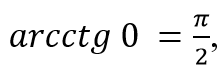 arcctg 0 = π/2,